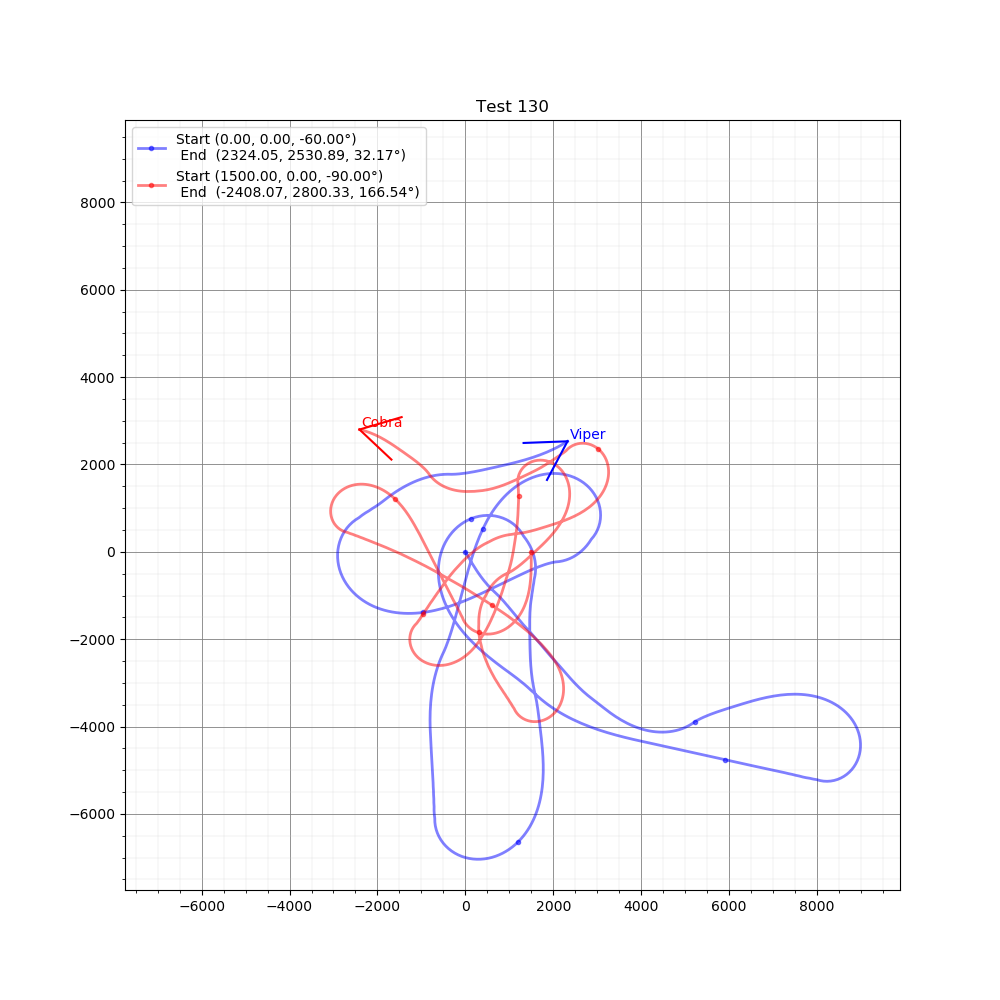 Test 130
Start (0.00, 0.00, -60.00°)
End (2324.05, 2530.89, 32.17°)
Start (1500.00, 0.00, -90.00°)
End (-2408.07, 2800.33, 166.54°)
8000
6000
4000
Cobra
Viper
2000
0
−2000
−4000
−6000
−6000 −4000 −2000 0 2000 4000 6000 8000